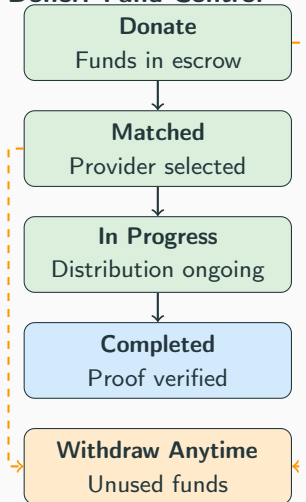 Donate
Funds in escrow
Matched
Provider selected
In Progress
Distribution ongoing
Completed
Proof verified
Withdraw Anytime
Unused funds